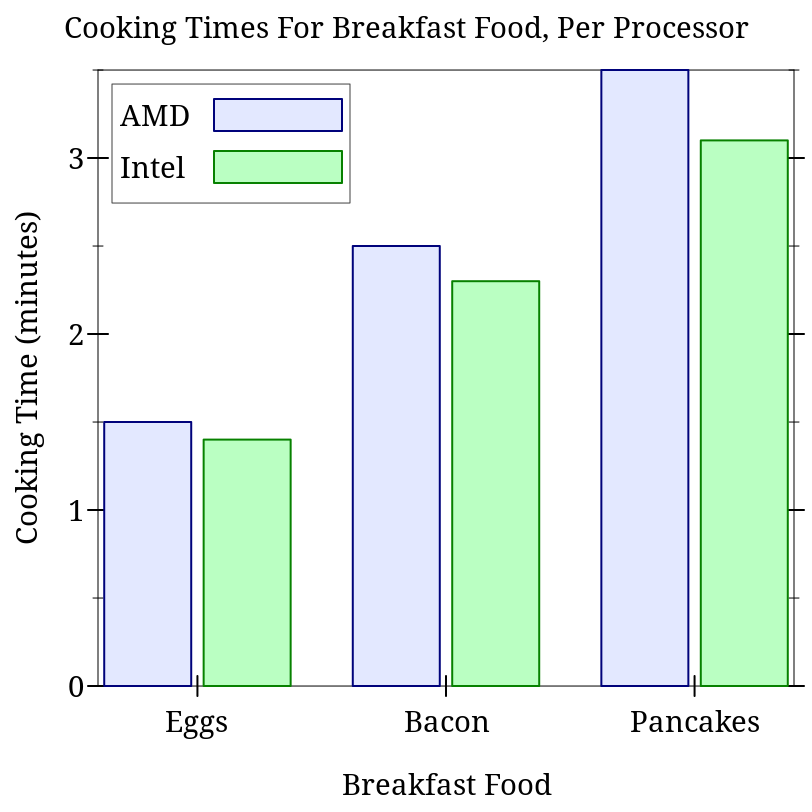 Cooking Times For Breakfast Food, Per Processor
AMD
Intel
3
2
1
0
Cooking Time (minutes)
Eggs Bacon Pancakes
Breakfast Food